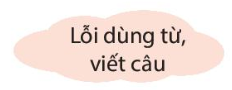 Lỗi dùng từ,
viết câu